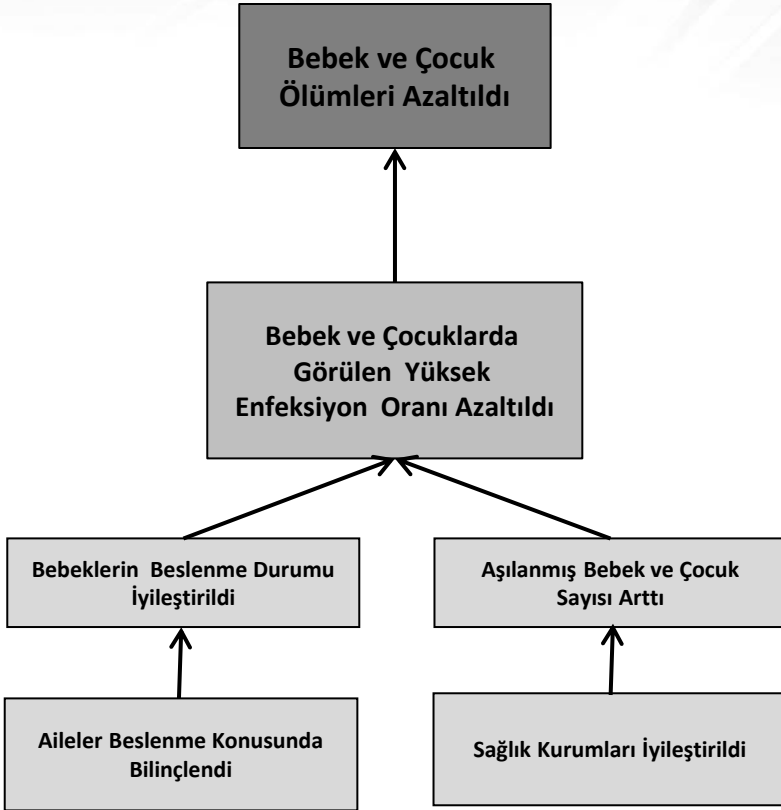 Bebek ve Çocuk
Ölümleri Azaltıldı
Bebek ve Çocuklarda
Görülen Yüksek
Enfeksiyon Oranı Azaltıldı
Bebeklerin Beslenme Durumu
İyileştirildi
Aşılanmış Bebek ve Çocuk
Sayısı Arttı
Aileler Beslenme Konusunda
Bilinçlendi
Sağlık Kurumları İyileştirildi